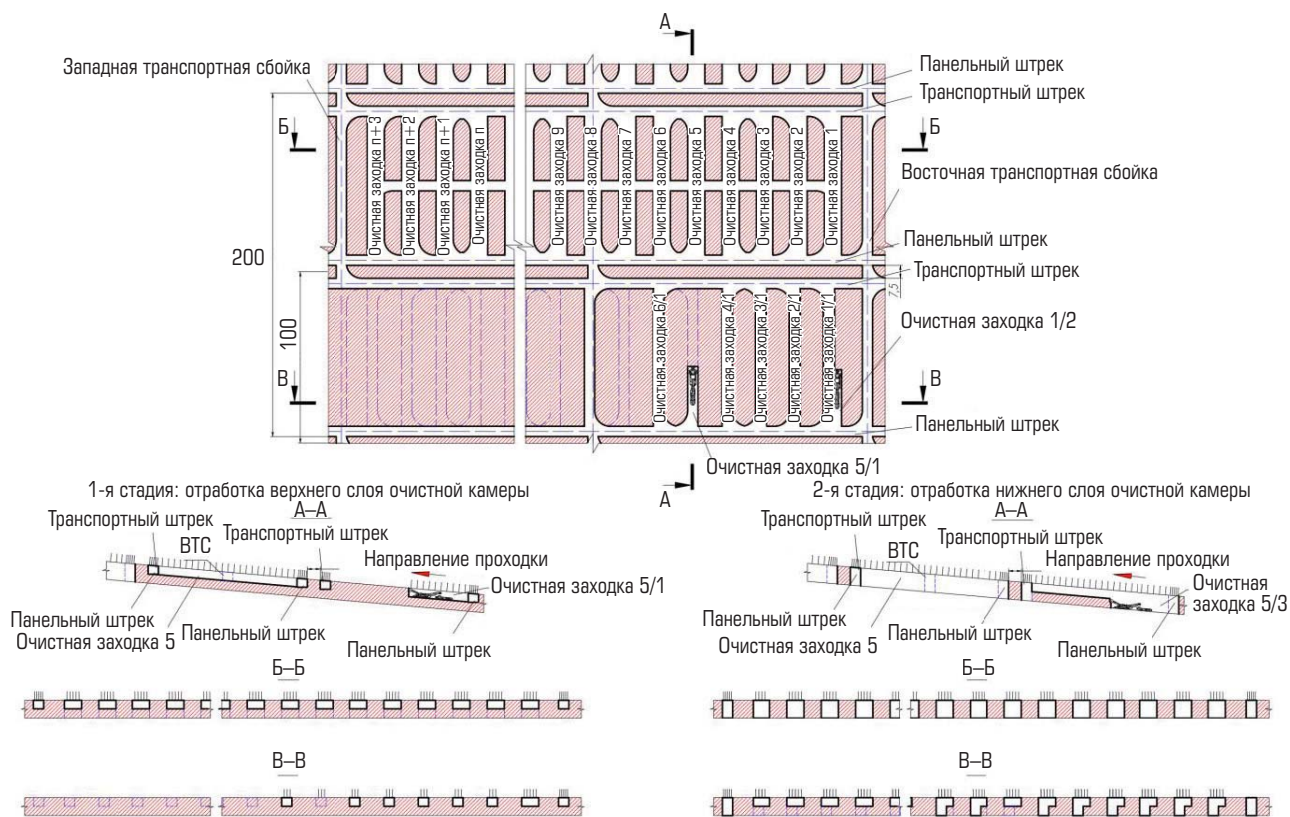 А
Западная транспортная сбойка
Панельный штрек
Транспортный штрек
Б
Б
200
Очистная заходка n+3
Очистная заходка n+2
Очистная заходка n+1
Очистная заходка n
Очистная заходка 9
Очистная заходка 8
Очистная заходка 7
Очистная заходка 6
Очистная заходка 5
Очистная заходка 4
Очистная заходка 3
Очистная заходка 2
Очистная заходка 1
Восточная транспортная сбойка
Панельный штрек
Транспортный штрек
7,5
100
Очистная заходка 6/1
Очистная заходка 4/1
Очистная заходка 3/1
Очистная заходка 2/1
Очистная заходка 1/1
Очистная заходка 1/2
В
В
Панельный штрек
Очистная заходка 5/1
А
1-я стадия: отработка верхнего слоя очистной камеры
А–А
Транспортный штрек
ВТС
Транспортный штрек
Направление проходки
Очистная заходка 5/1
Панельный штрек
Очистная заходка 5
Панельный штрек
Панельный штрек
Б–Б
В–В
2-я стадия: отработка нижнего слоя очистной камеры
А–А
Транспортный штрек
ВТС
Транспортный штрек
Направление проходки
Очистная
заходка 5/3
Панельный штрек
Очистная заходка 5
Панельный штрек
Панельный штрек
Б–Б
В–В